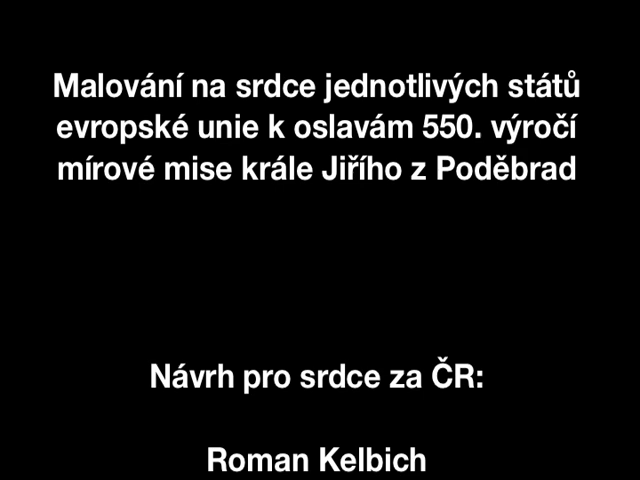 Malování na srdce jednotlivých států
evropské unie k oslavám 550. výročí
mírové mise krále Jiřího z Poděbrad
Návrh pro srdce za ČR:
Roman Kelbich